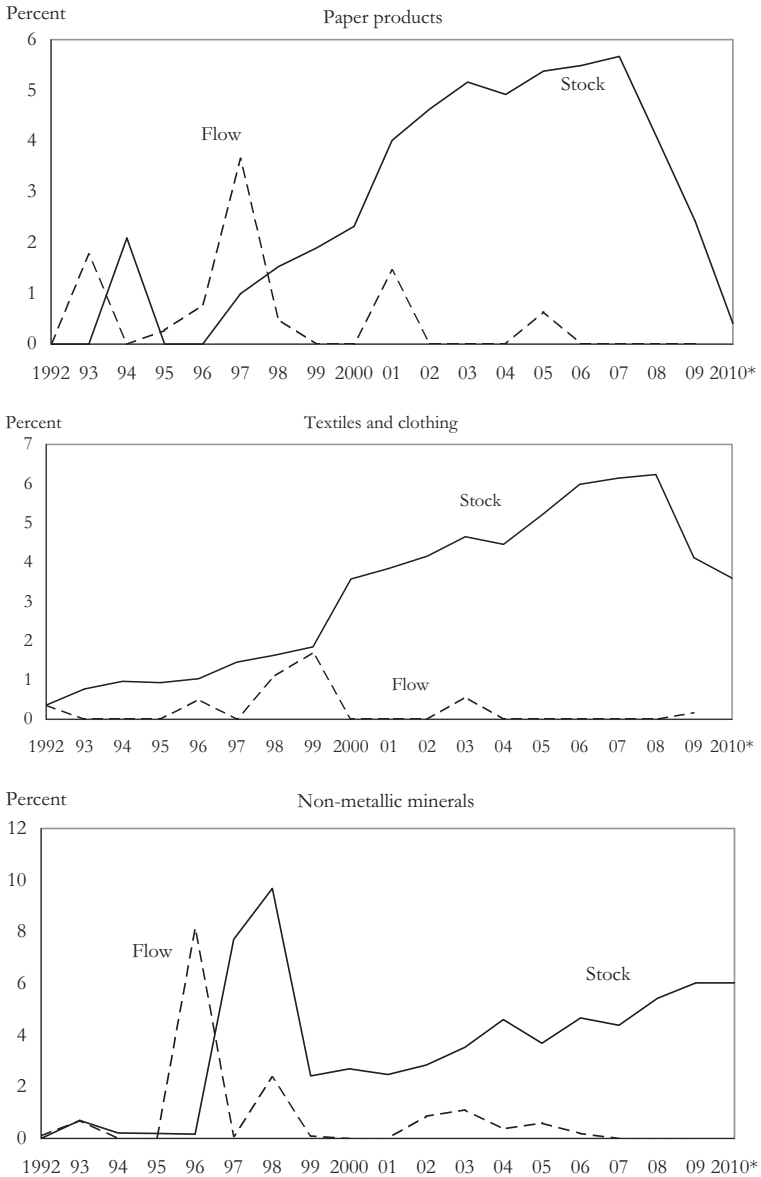 Percent
Paper products
6
5
4
3
2
1
0
Flow
Stock
1992 93 94 95 96 97 98 99 2000 01 02 03 04 05 06 07 08 09 2010*
Percent
Textiles and clothing
7
6
5
4
3
2
1
0
Stock
Flow
1992 93 94 95 96 97 98 99 2000 01 02 03 04 05 06 07 08 09 2010*
Percent
Non-metallic minerals
12
10
8
6
4
2
0
Flow
Stock
1992 93 94 95 96 97 98 99 2000 01 02 03 04 05 06 07 08 09 2010*